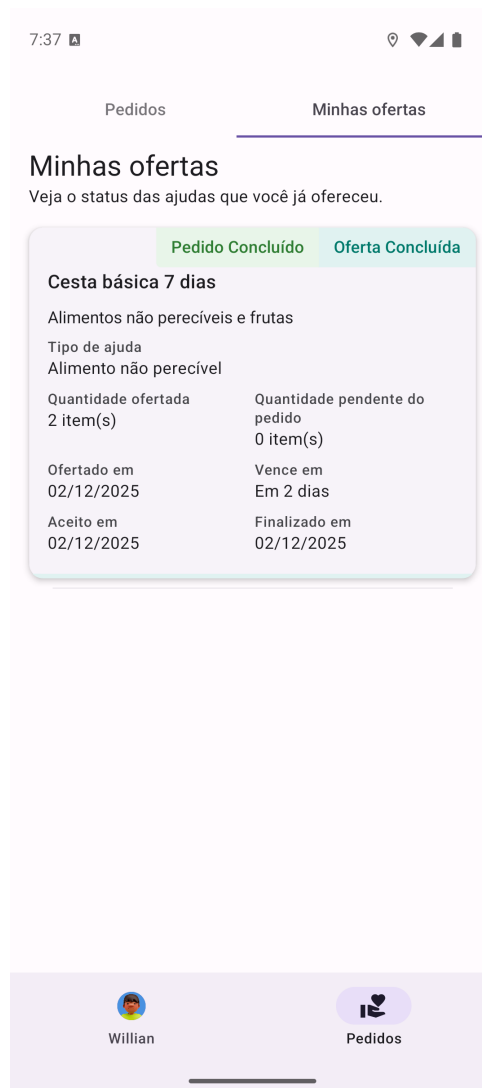 7:37 A
Pedidos Minhas ofertas
Minhas ofertas
Veja o status das ajudas que você já ofereceu.
Pedido Concluído Oferta Concluída
Cesta básica 7 dias
Alimentos não perecíveis e frutas
Tipo de ajuda
Alimento não perecível
Quantidade ofertada
2 item(s)
Quantidade pendente do
pedido
0 item(s)
Ofertado em
02/12/2025
Vence em
Em 2 dias
Aceito em
02/12/2025
Finalizado em
02/12/2025
Willian Pedidos